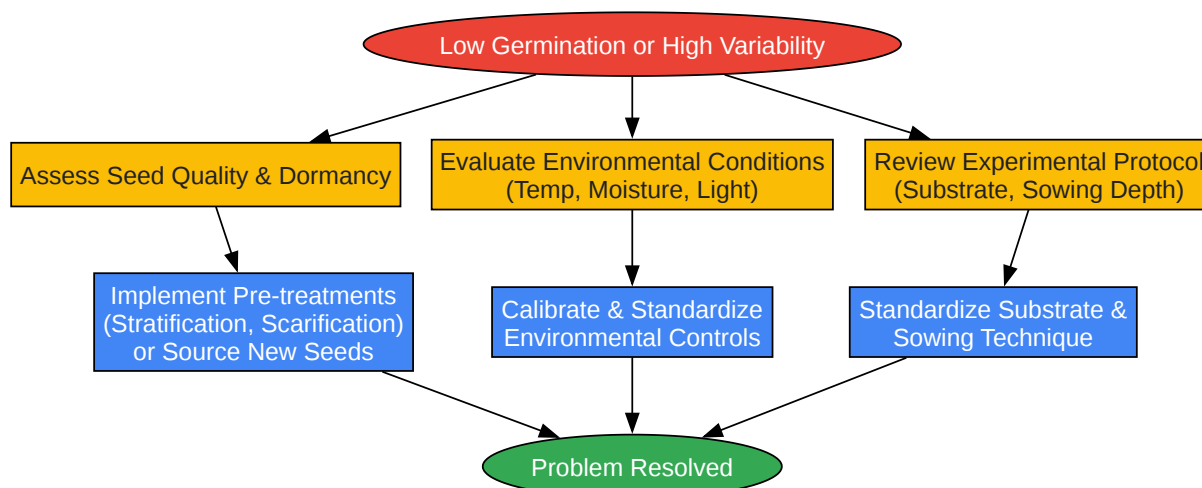 Low Germination or High Variability
Assess Seed Quality & Dormancy
Evaluate Environmental Conditions
(Temp, Moisture, Light)
Review Experimental Protocol
(Substrate, Sowing Depth)
Implement Pre-treatments
(Stratification, Scarification)
or Source New Seeds
Calibrate & Standardize
Environmental Controls
Standardize Substrate &
Sowing Technique
Problem Resolved